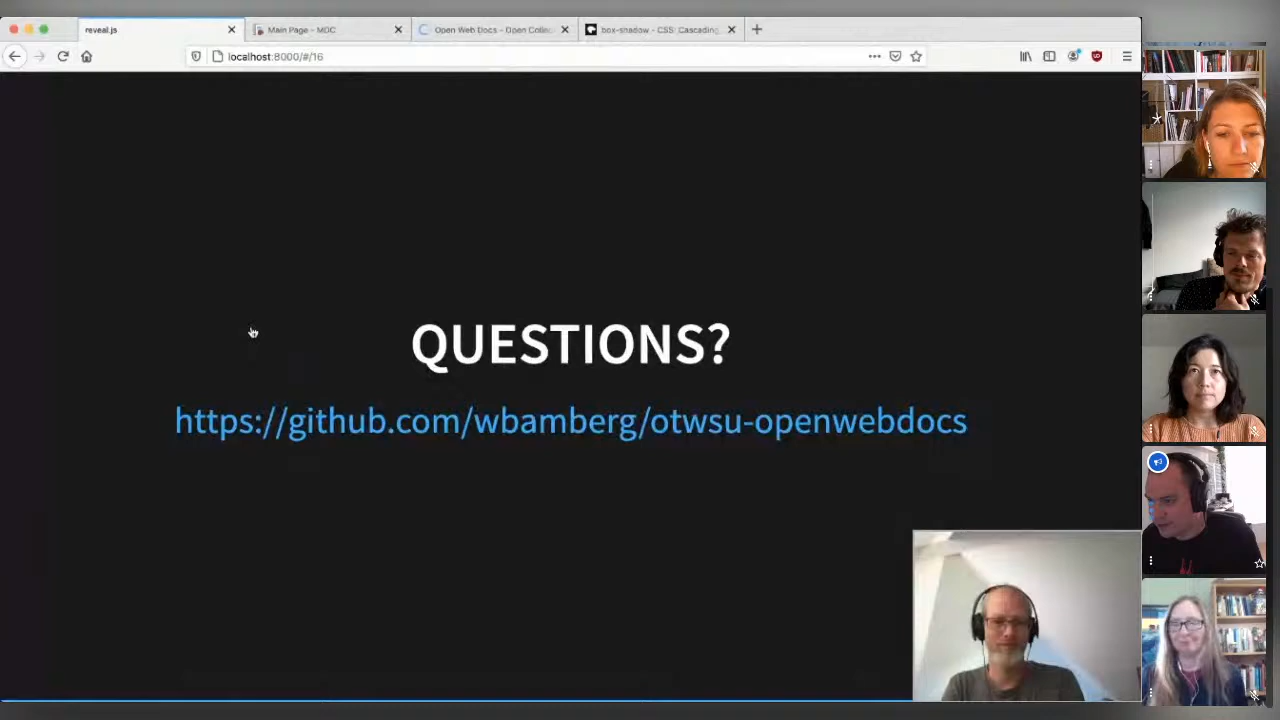 reveal.js
Main Page - MDC
Open Web Docs - Open Collec
box-shadow - CSS: Cascading
localhost:8000/#/16
QUESTIONS?
https://github.com/wbamberg/otwsu-openwebdocs